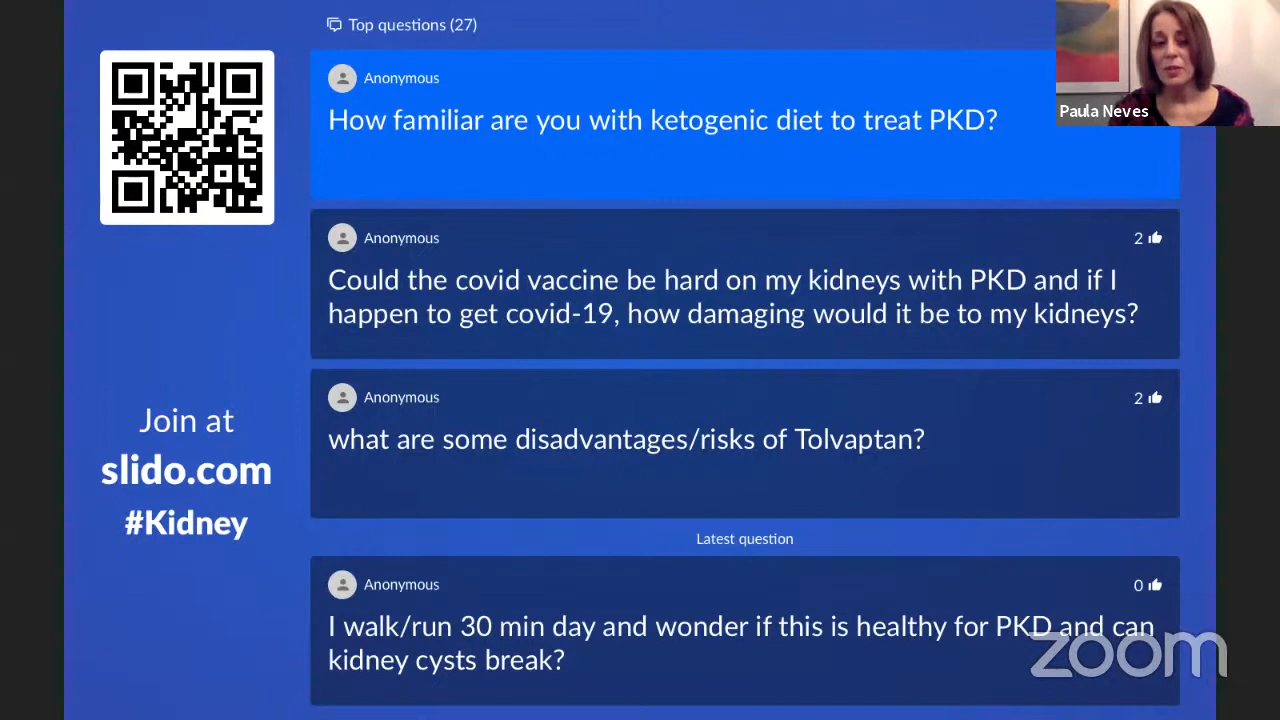 Top questions (27)
Anonymous
How familiar are you with ketogenic diet to treat PKD?
Paula Neves
Anonymous
2
Could the covid vaccine be hard on my kidneys with PKD and if I
happen to get covid-19, how damaging would it be to my kidneys?
Anonymous
2
what are some disadvantages/risks of Tolvaptan?
Join at
slido.com
#Kidney
Latest question
Anonymous
0
I walk/run 30 min day and wonder if this is healthy for PKD and can
kidney cysts break?
zoom